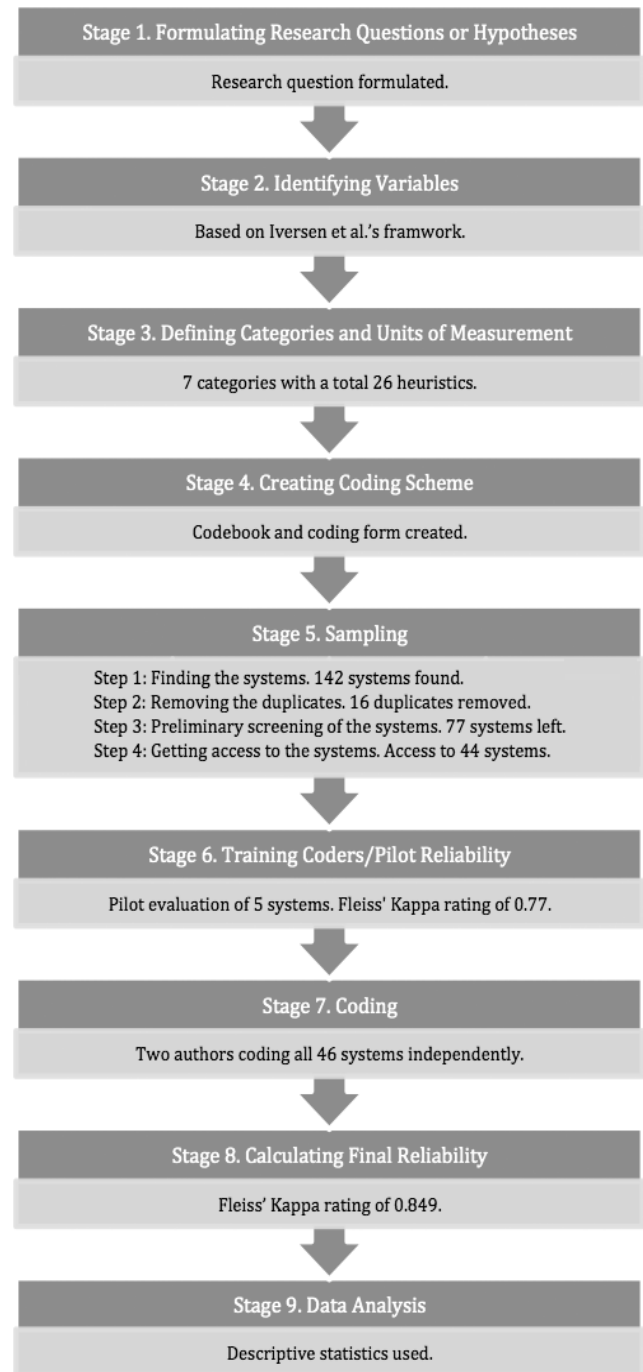 Stage 1. Formulating Research Questions or Hypotheses
Research question formulated.
Stage 2. Identifying Variables
Based on Iversen et al.'s framwork.
Stage 3. Defining Categories and Units of Measurement
7 categories with a total 26 heuristics.
Stage 4. Creating Coding Scheme
Codebook and coding form created.
Stage 5. Sampling
Step 1: Finding the systems. 142 systems found.
Step 2: Removing the duplicates. 16 duplicates removed.
Step 3: Preliminary screening of the systems. 77 systems left.
Step 4: Getting access to the systems. Access to 44 systems.
Stage 6. Training Coders/Pilot Reliability
Pilot evaluation of 5 systems. Fleiss' Kappa rating of 0.77.
Stage 7. Coding
Two authors coding all 46 systems independently.
Stage 8. Calculating Final Reliability
Fleiss’ Kappa rating of 0.849.
Stage 9. Data Analysis
Descriptive statistics used.